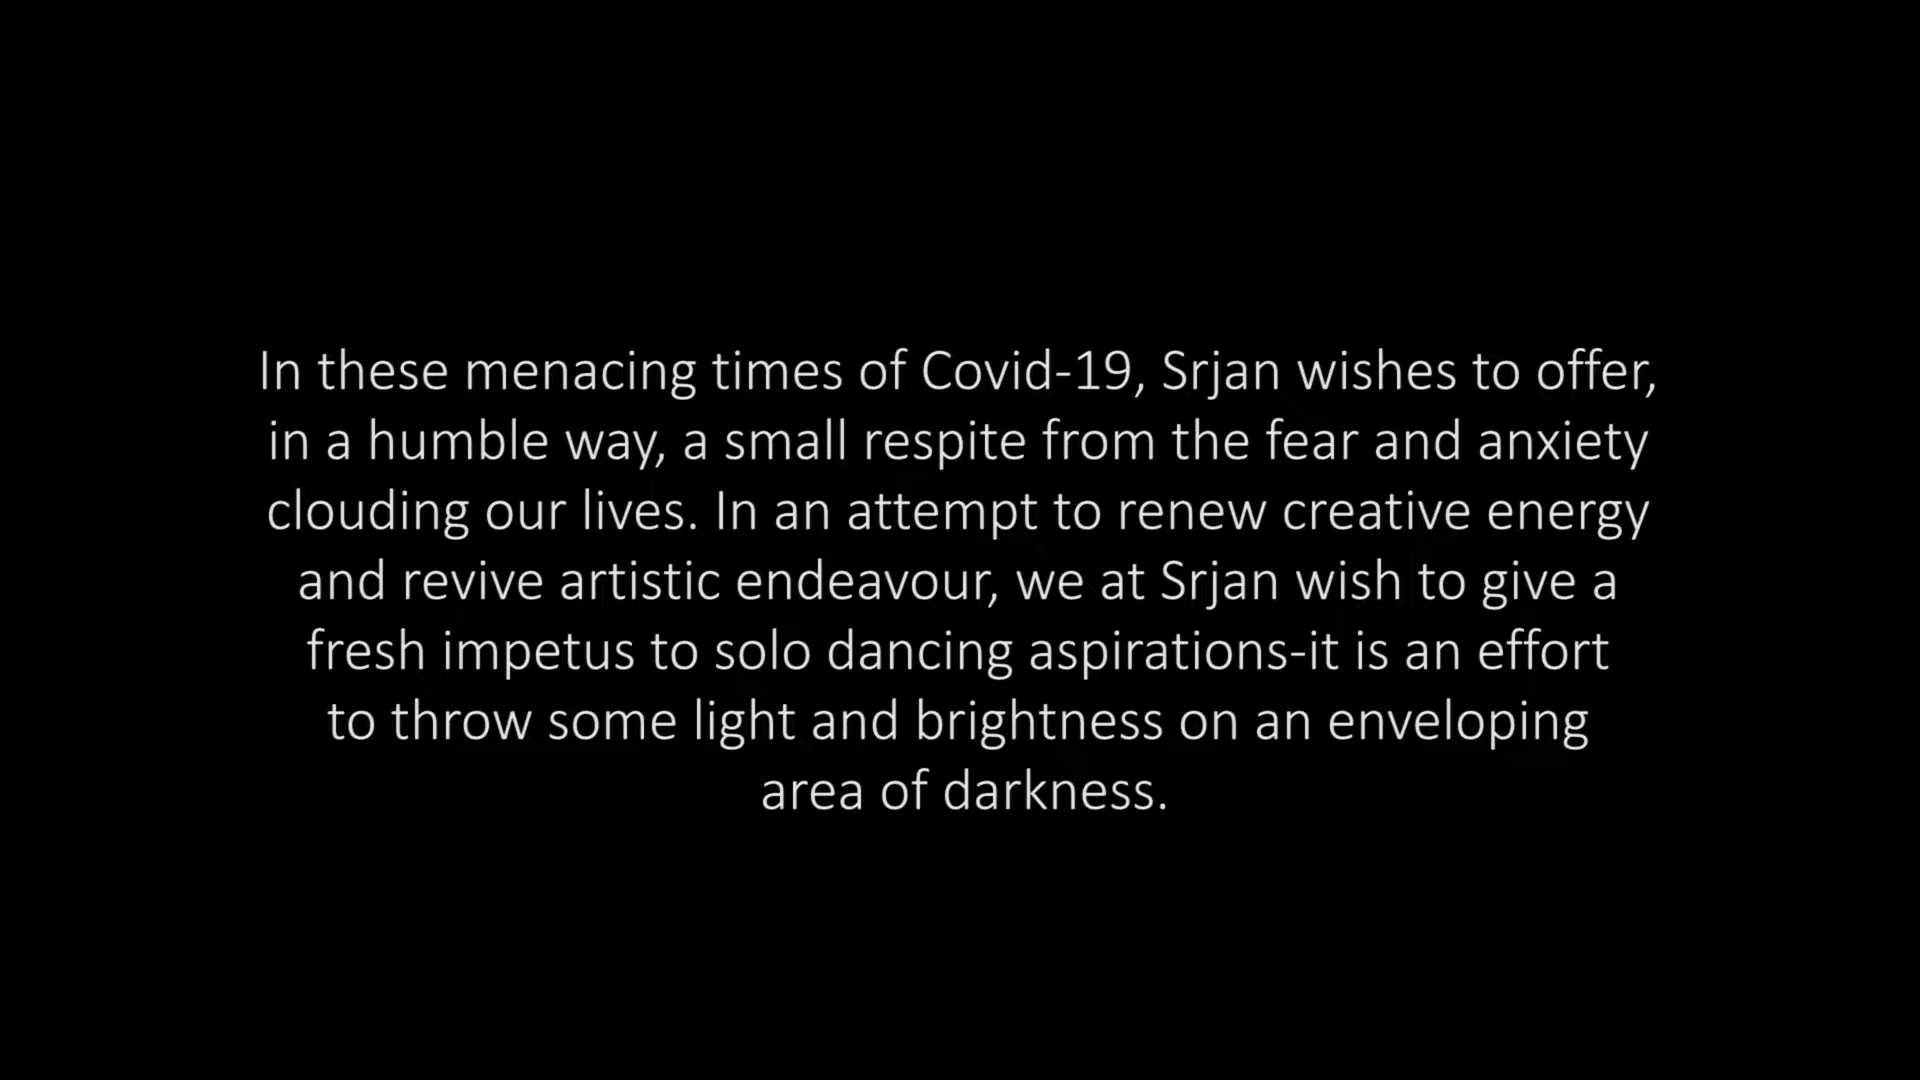 In these menacing times of Covid-19, Srjan wishes to offer,
in a humble way, a small respite from the fear and anxiety
clouding our lives. In an attempt to renew creative energy
and revive artistic endeavour, we at Srjan wish to give a
fresh impetus to solo dancing aspirations-it is an effort
to throw some light and brightness on an enveloping
area of darkness.